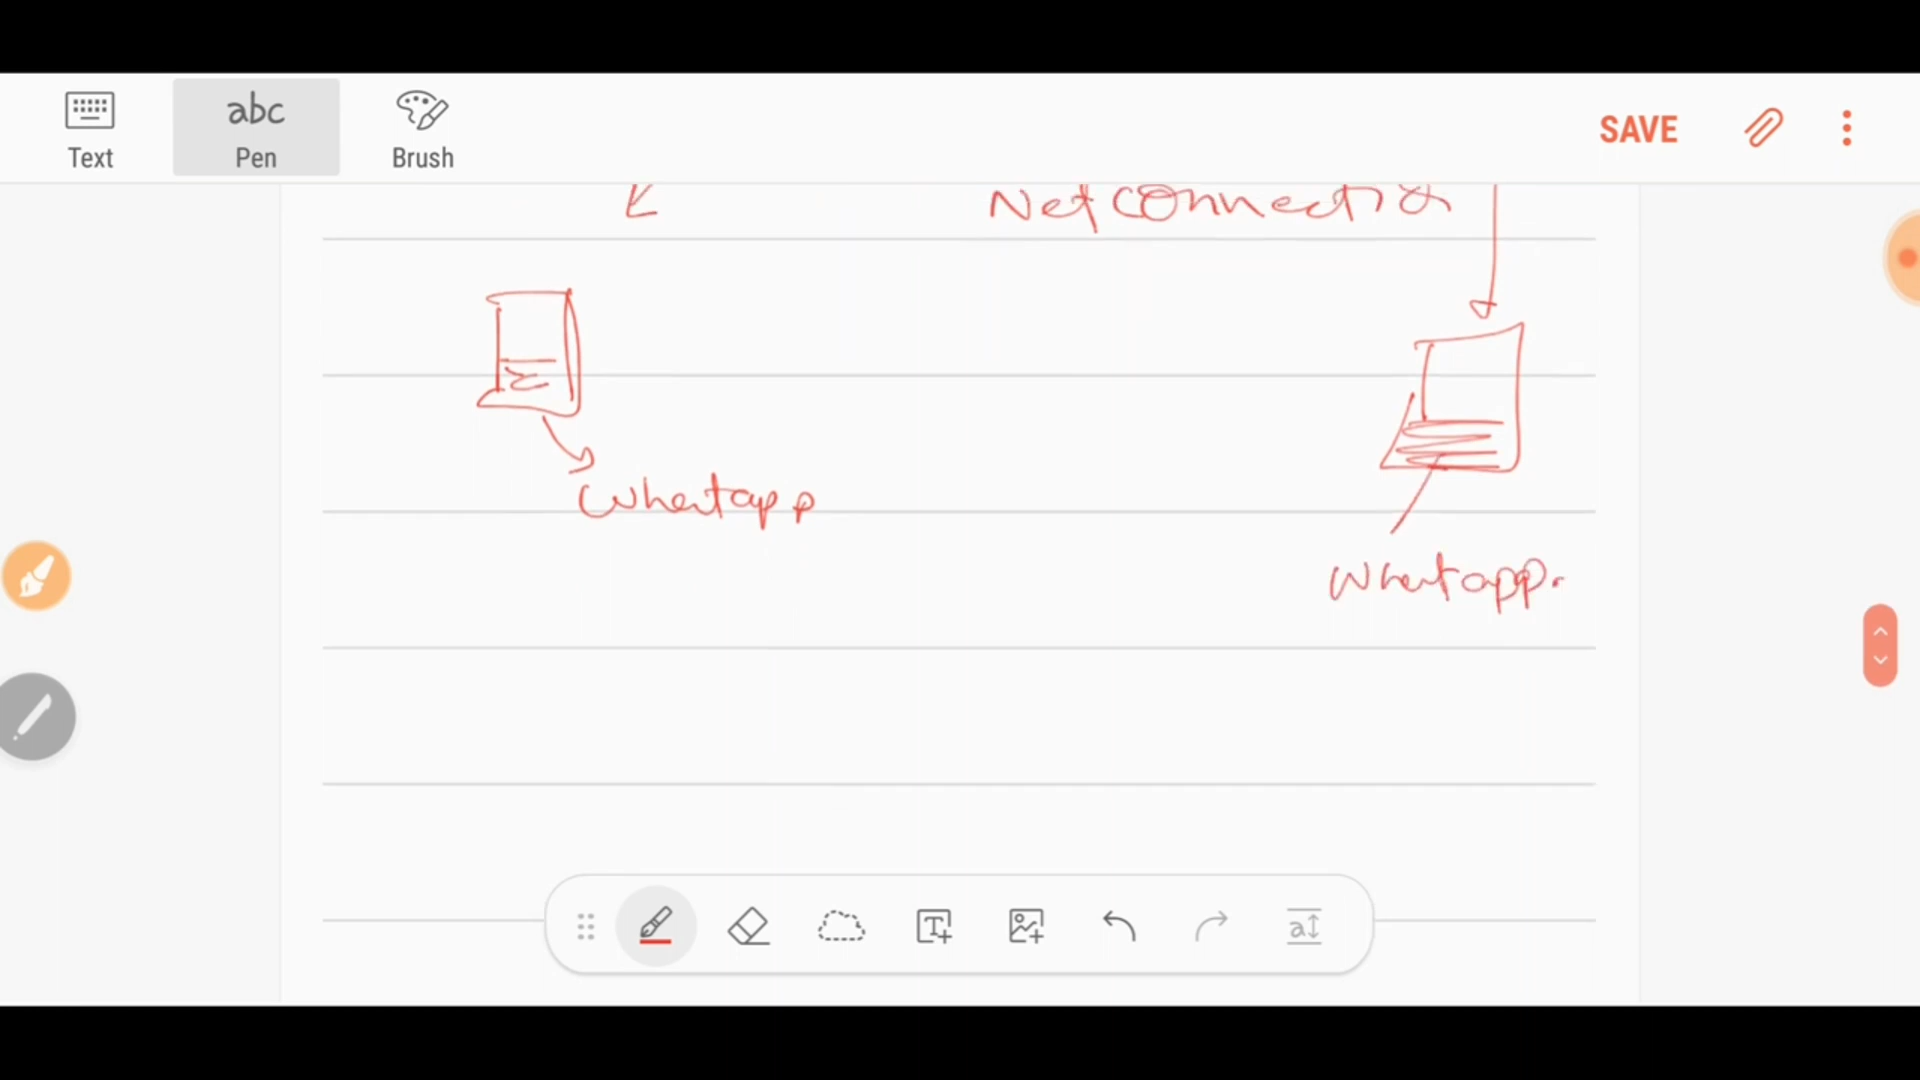 Text
abc
Pen
Brush
SAVE
Net connection
Whatapp
Whatapp.